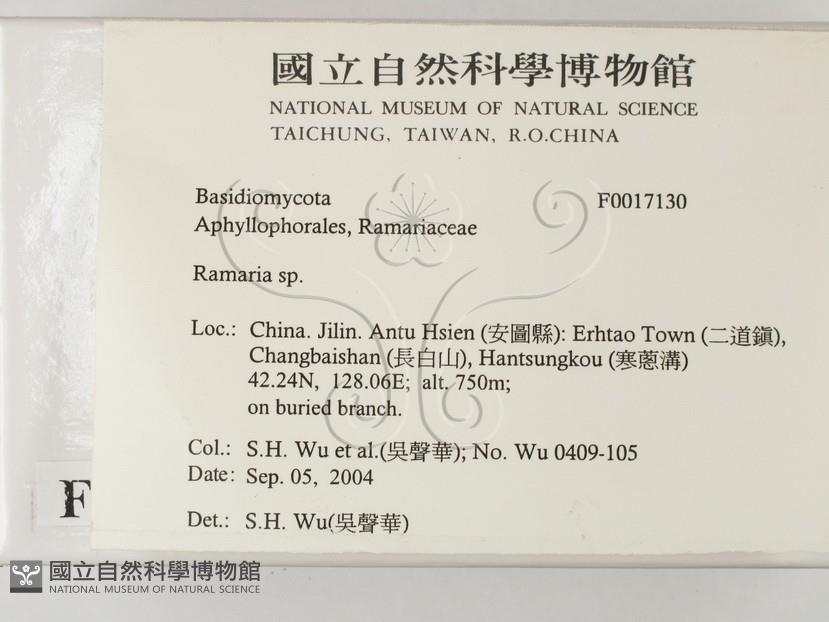 國立自然科學博物館
NATIONAL MUSEUM OF NATURAL SCIENCE
TAICHUNG, TAIWAN, R.O.CHINA
Basidiomycota F0017130
Aphyllophorales, Ramariaceae
Ramaria sp.
Loc.: China. Jilin. Antu Hsien (安圖縣): Erhtao Town (二道鎭),
Changbaishan (長白山), Hantsungkou (寒蔥溝)
42.24N, 128.06E; alt. 750m;
on buried branch.
Col.: S.H. Wu et al.(吳聲華); No. Wu 0409-105
Date: Sep. 05, 2004
Det.: S.H. Wu(吳聲華)
F
國立自然科學博物館
NATIONAL MUSEUM OF NATURAL SCIENCE